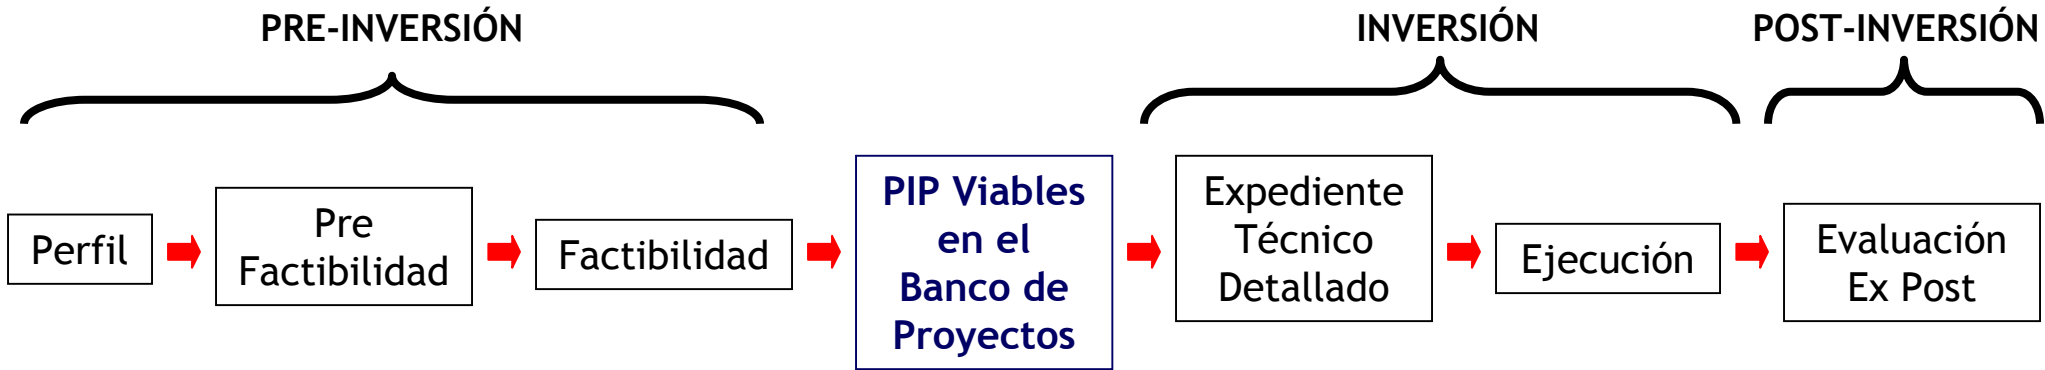 PRE-INVERSIÓN
INVERSIÓN
POST-INVERSIÓN
Perfil
Pre
Factibilidad
Factibilidad
PIP Viables
en el
Banco de
Proyectos
Expediente
Técnico
Detallado
Ejecución
Evaluación
Ex Post